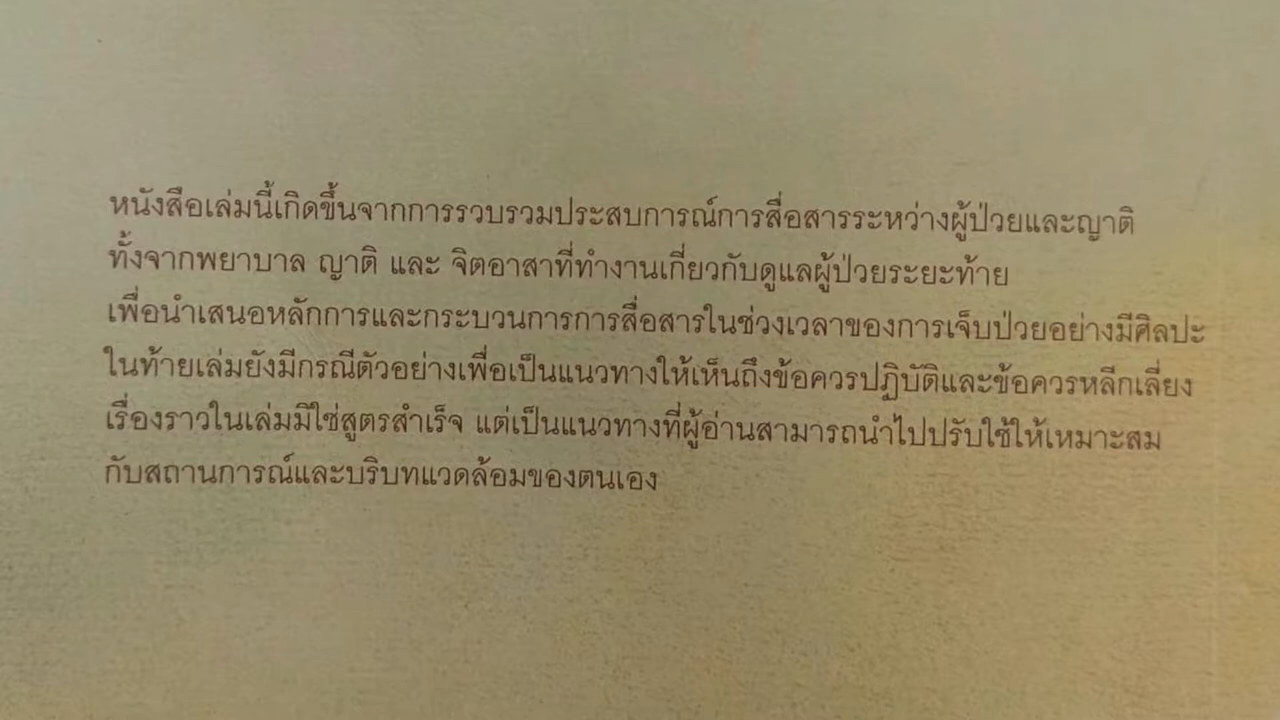 หนังสือเล่มนี้เกิดขึ้นจากการรวบรวมประสบการณ์การสื่อสารระหว่างผู้ป่วยและญาติ
ทั้งจากพยาบาล ญาติ และ จิตอาสาที่ทำงานเกี่ยวกับดูแลผู้ป่วยระยะท้าย
เพื่อนำเสนอหลักการและกระบวนการการสื่อสารในช่วงเวลาของการเจ็บป่วยอย่างมีศิลปะ
ในท้ายเล่มยังมีกรณีตัวอย่างเพื่อเป็นแนวทางให้เห็นถึงข้อควรปฏิบัติและข้อควรหลีกเลี่ยง
เรื่องราวในเล่มมิใช่สูตรสำเร็จ แต่เป็นแนวทางที่ผู้อ่านสามารถนำไปปรับใช้ให้เหมาะสม
กับสถานการณ์และบริบทแวดล้อมของตนเอง